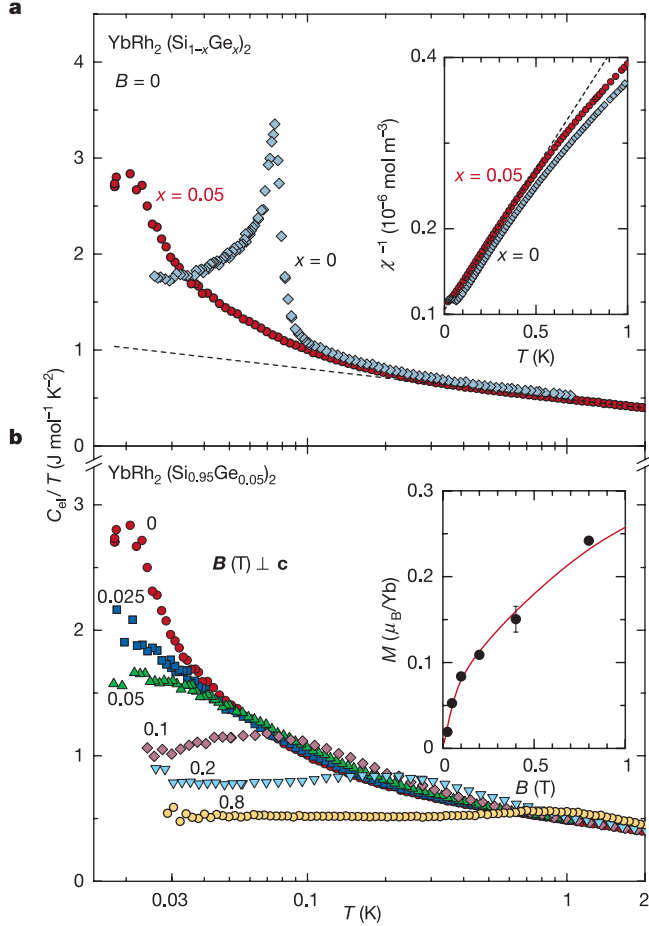 a
YbRh₂ (Si₁₋ₓGeₓ)₂
B = 0
4
3
2
1
0
x = 0.05
x = 0
0.4
0.2
0.1
χ⁻¹ (10⁻⁶ mol m⁻³)
x = 0.05
x = 0
0
0.5
1
T (K)
C_el / T (J mol⁻¹ K⁻²)
b
YbRh₂ (Si₀.₉₅Ge₀.₀₅)₂
B (T) ⊥ c
3
2
1
0
0
0.025
0.05
0.1
0.2
0.8
0.3
0.2
0.1
0
M (μ_B/Yb)
0
0.5
1
B (T)
0.03
0.1
1
2
T (K)